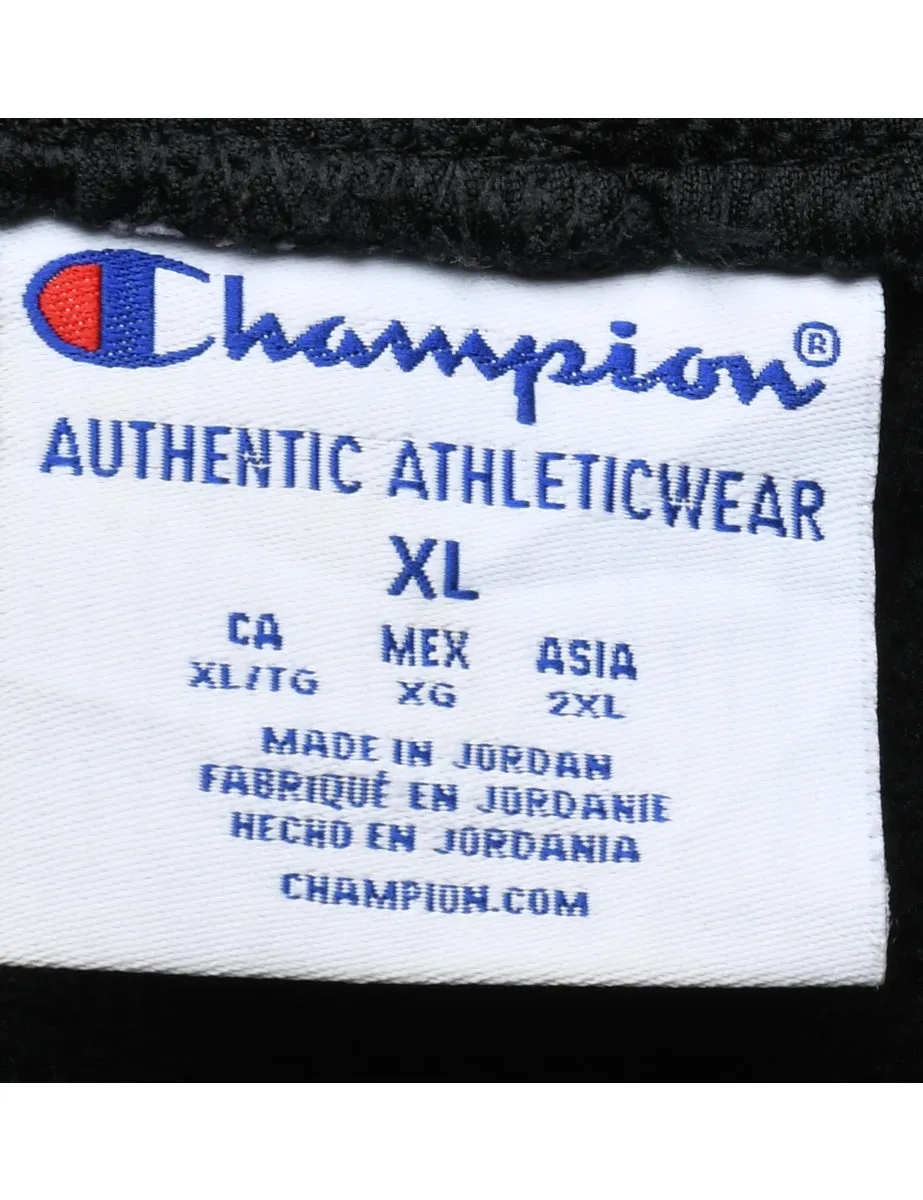 Champion®
AUTHENTIC ATHLETICWEAR
XL
CA MEX ASIA
XL/TG XG 2XL
MADE IN JORDAN
FABRIQUÉ EN JORDANIE
HECHO EN JORDANIA
CHAMPION.COM